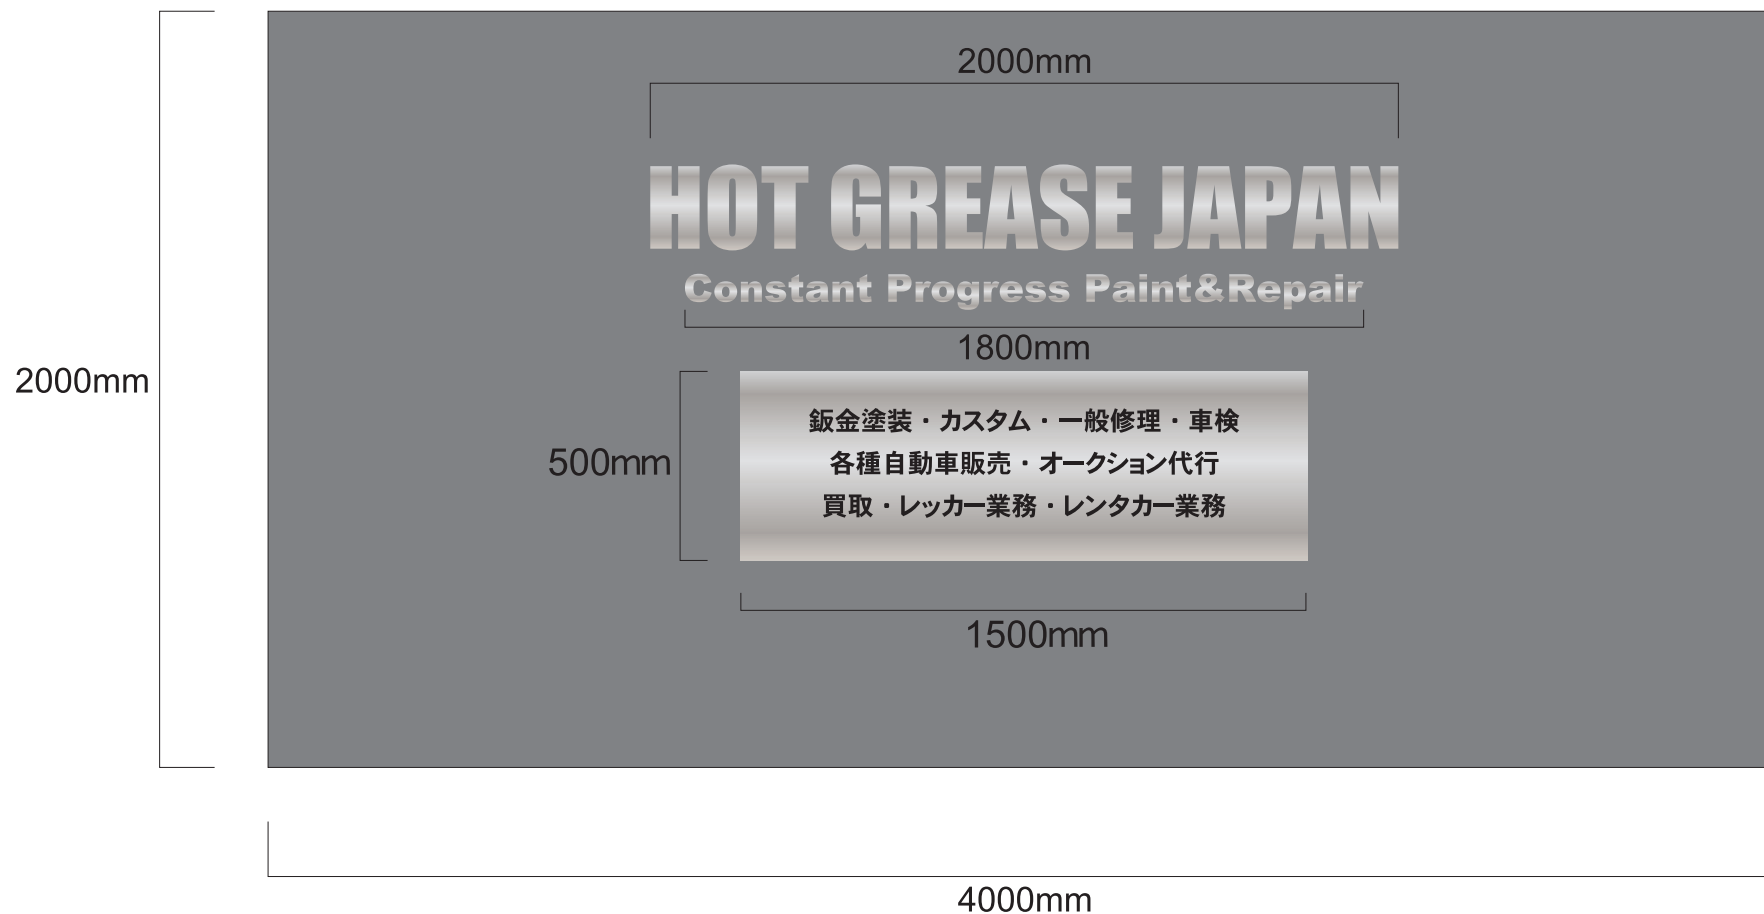 2000mm
HOT GREASE JAPAN
Constant Progress Paint&Repair
1800mm
2000mm
500mm
鈑金塗装・カスタム・一般修理・車検
各種自動車販売・オークション代行
買取・レッカー業務・レンタカー業務
1500mm
4000mm